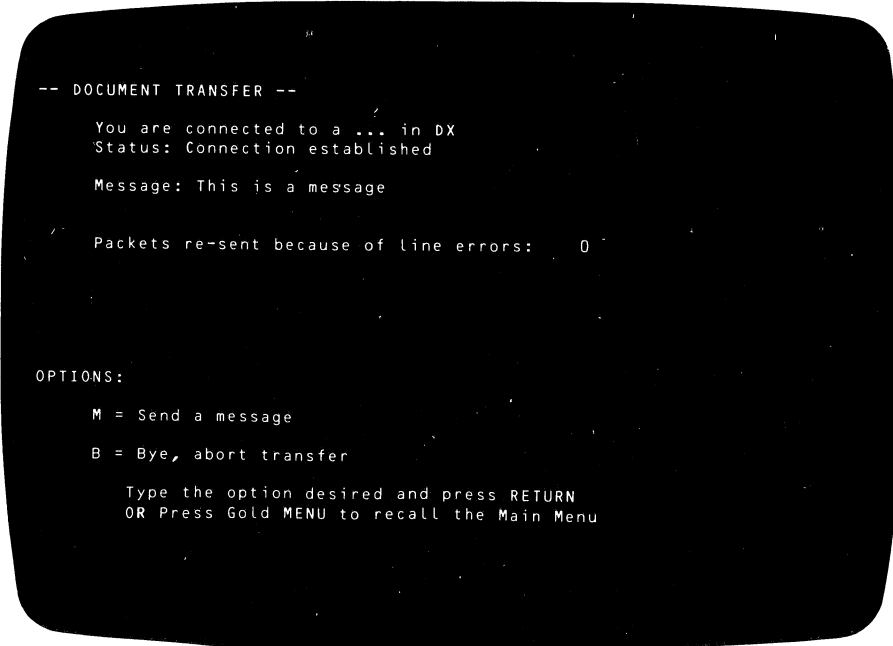 -- DOCUMENT TRANSFER --
You are connected to a ... in DX
Status: Connection established
Message: This is a message
Packets re-sent because of line errors: 0
OPTIONS:
M = Send a message
B = Bye, abort transfer
Type the option desired and press RETURN
OR Press Gold MENU to recall the Main Menu